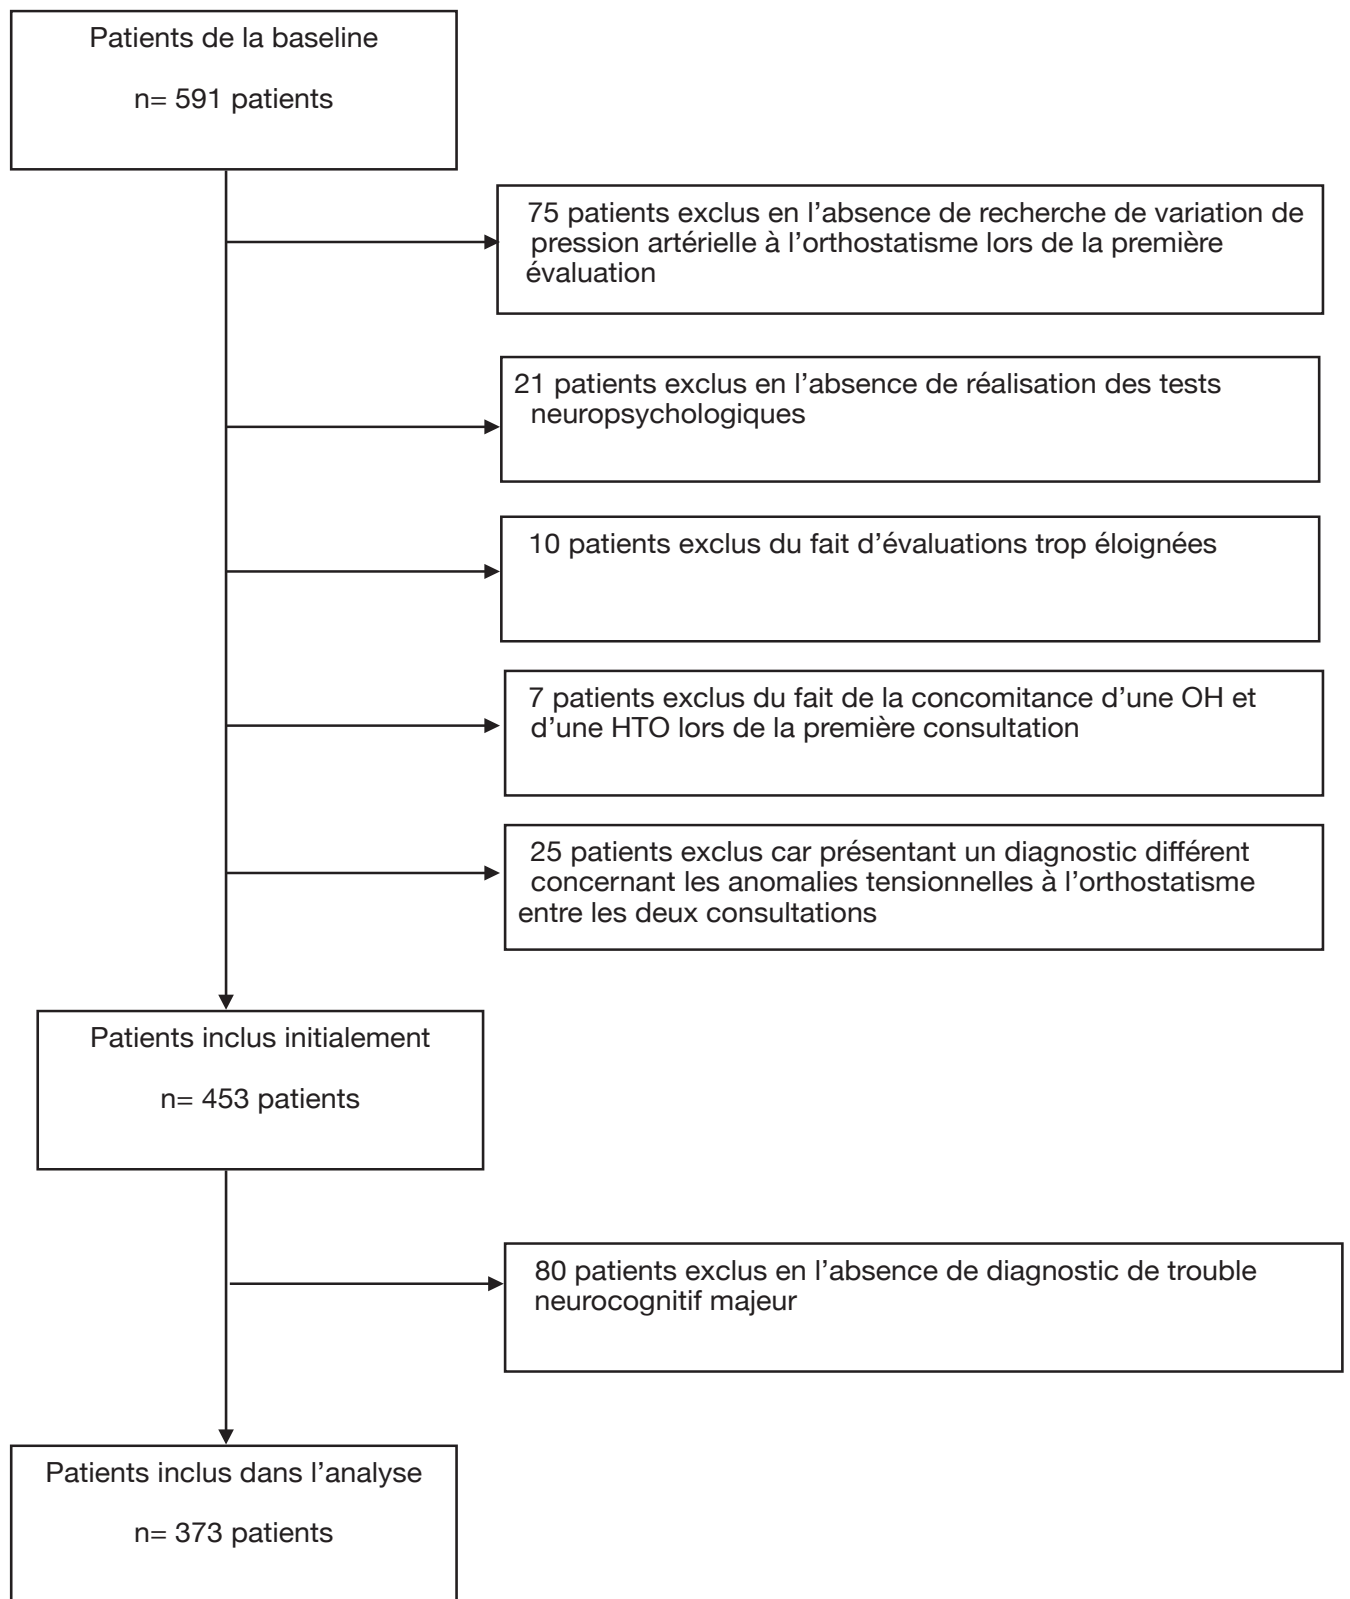 Patients de la baseline
n= 591 patients
75 patients exclus en l’absence de recherche de variation de
pression artérielle à l’orthostatisme lors de la première
évaluation
21 patients exclus en l’absence de réalisation des tests
neuropsychologiques
10 patients exclus du fait d’évaluations trop éloignées
7 patients exclus du fait de la concomitance d’une OH et
d’une HTO lors de la première consultation
25 patients exclus car présentant un diagnostic différent
concernant les anomalies tensionnelles à l’orthostatisme
entre les deux consultations
Patients inclus initialement
n= 453 patients
80 patients exclus en l’absence de diagnostic de trouble
neurocognitif majeur
Patients inclus dans l’analyse
n= 373 patients